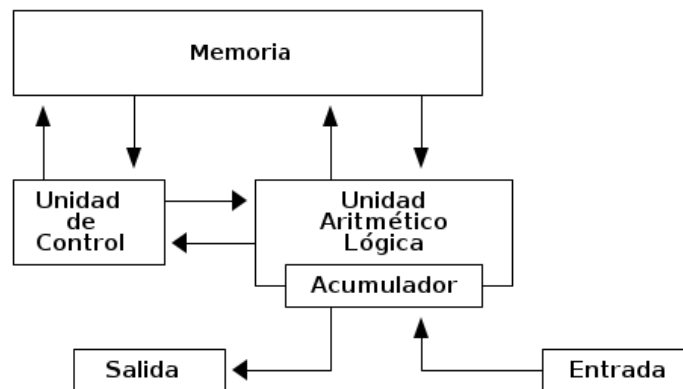 Memoria
Unidad
de
Control
Unidad
Aritmético
Lógica
Acumulador
Salida
Entrada